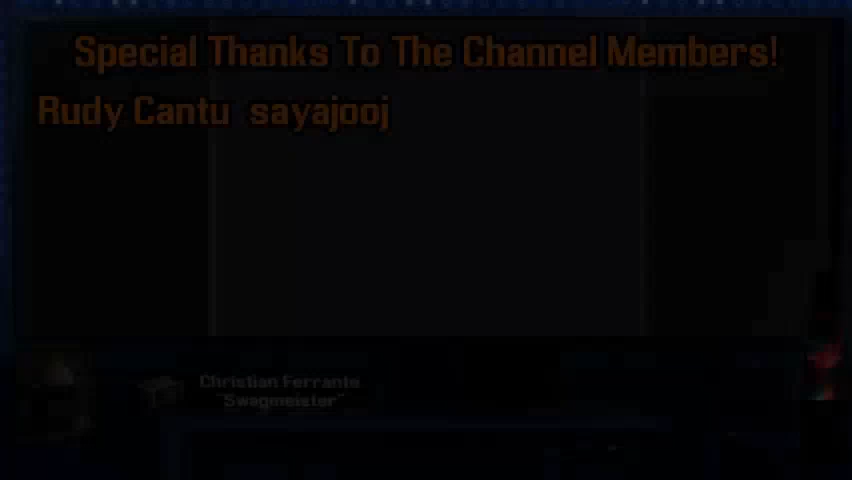 Special Thanks To The Channel Members!
Rudy Cantu sayajooj
Christian Ferrante
"Swagmeister"